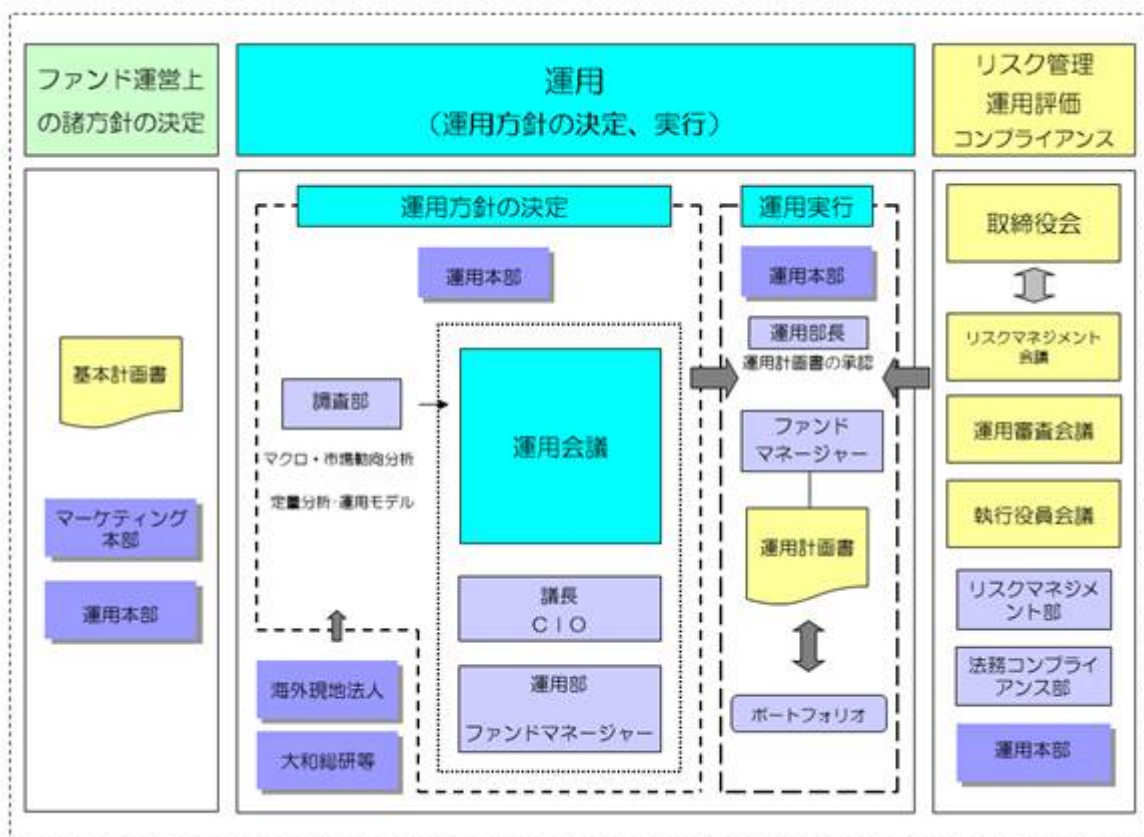 ファンド運営上
の諸方針の決定
運用
（運用方針の決定、実行）
リスク管理
運用評価
コンプライアンス
基本計画書
マーケティング
本部
運用本部
運用方針の決定
運用本部
調査部
マクロ・市場動向分析
定量分析・運用モデル
運用会議
議長
ＣＩＯ
運用部
ファンドマネージャー
海外現地法人
大和総研等
運用実行
運用本部
運用部長
運用計画書の承認
ファンド
マネージャー
運用計画書
ポートフォリオ
取締役会
リスクマネジメント
会議
運用審査会議
執行役員会議
リスクマネジメ
ント部
法務コンプライ
アンス部
運用本部